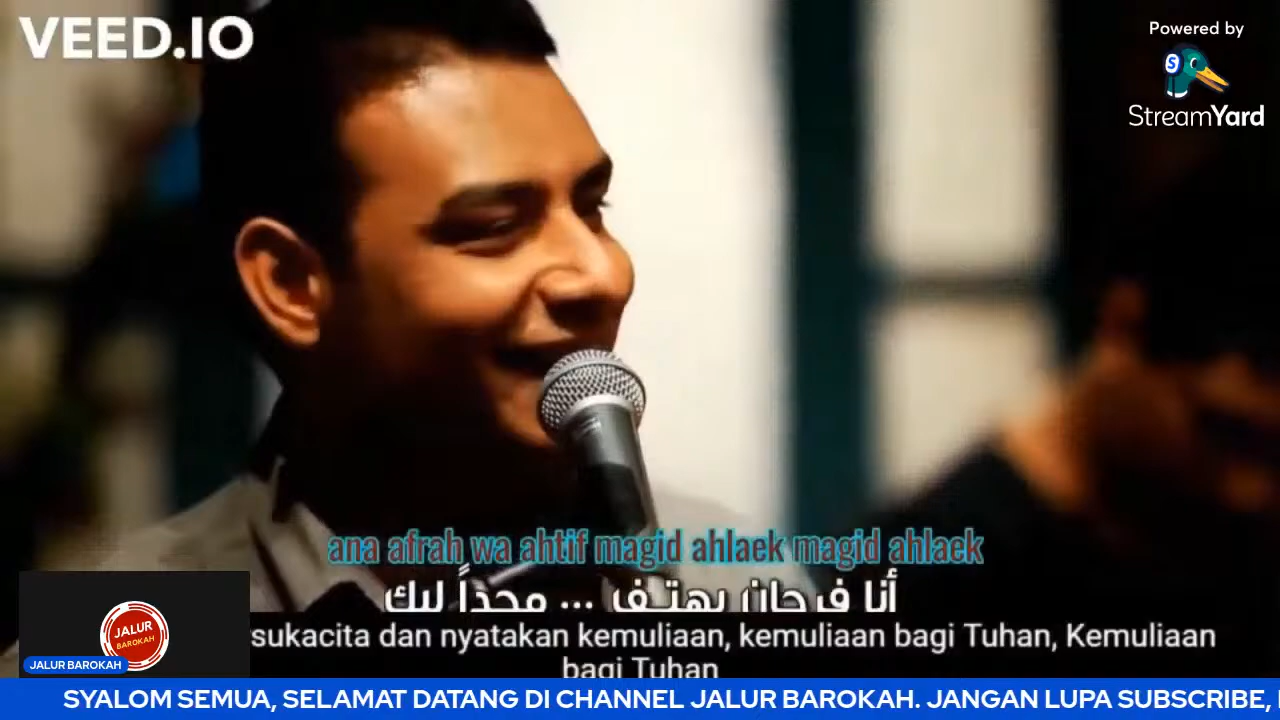 VEED.IO
Powered by
StreamYard
ana afrah wa ahtif magid ahlaek magid ahlaek
أنا فرحان بهتف ... مجداً ليك
sukacita dan nyatakan kemuliaan, kemuliaan bagi Tuhan, Kemuliaan
bagi Tuhan
JALUR
BAROKAH
JALUR BAROKAH
SYALOM SEMUA, SELAMAT DATANG DI CHANNEL JALUR BAROKAH. JANGAN LUPA SUBSCRIBE,